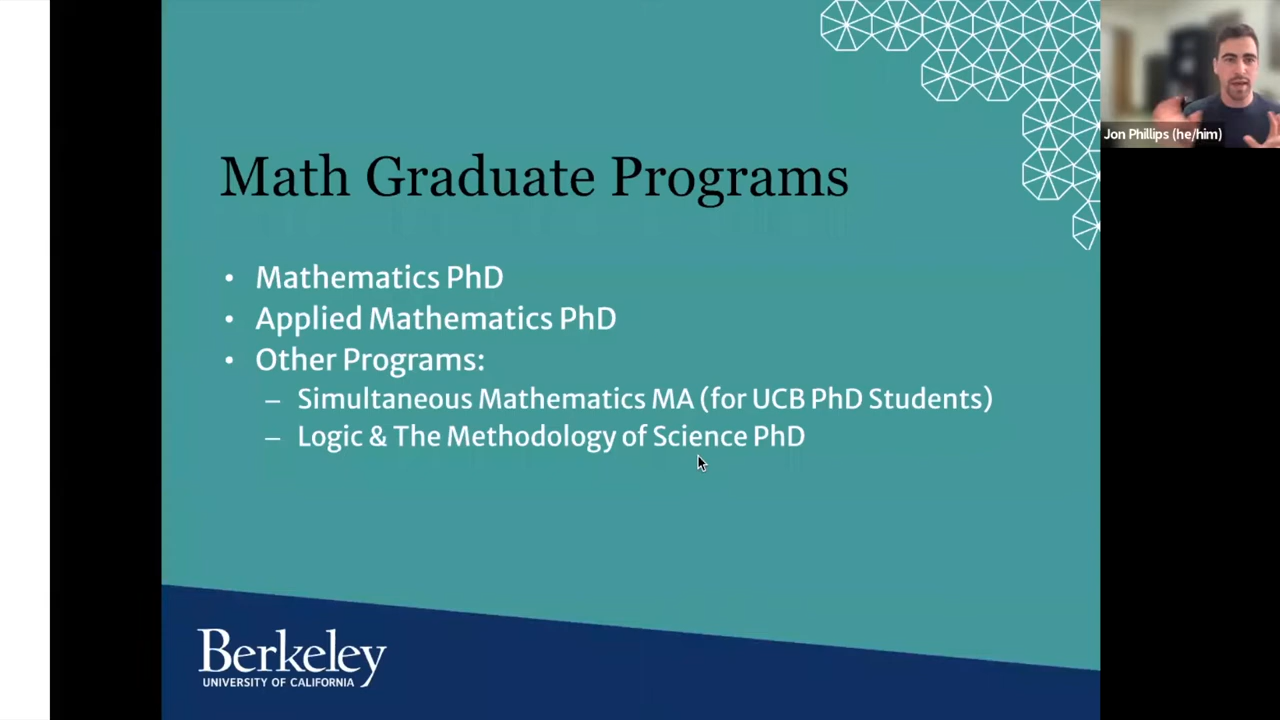 Math Graduate Programs
• Mathematics PhD
• Applied Mathematics PhD
• Other Programs:
– Simultaneous Mathematics MA (for UCB PhD Students)
– Logic & The Methodology of Science PhD
Berkeley
UNIVERSITY OF CALIFORNIA
Jon Phillips (he/him)